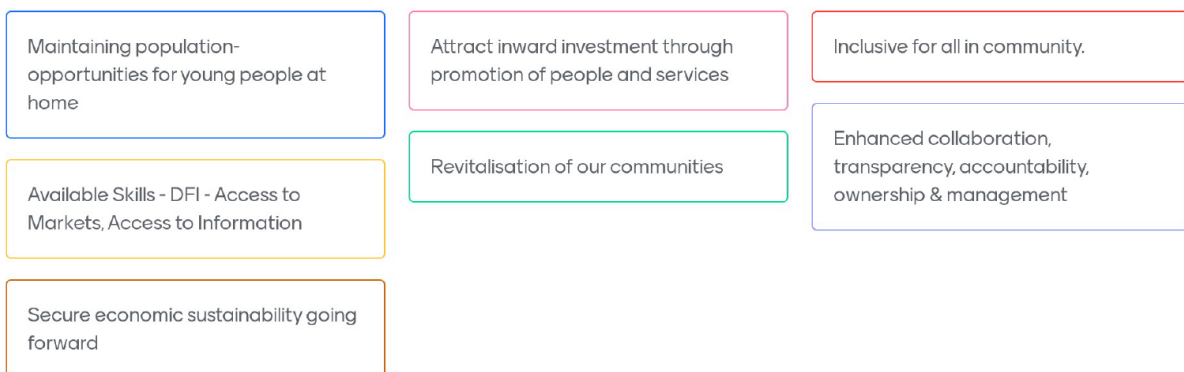 Maintaining population-
opportunities for young people at
home
Available Skills - DFI - Access to
Markets, Access to Information
Secure economic sustainability going
forward
Attract inward investment through
promotion of people and services
Revitalisation of our communities
Inclusive for all in community.
Enhanced collaboration,
transparency, accountability,
ownership & management